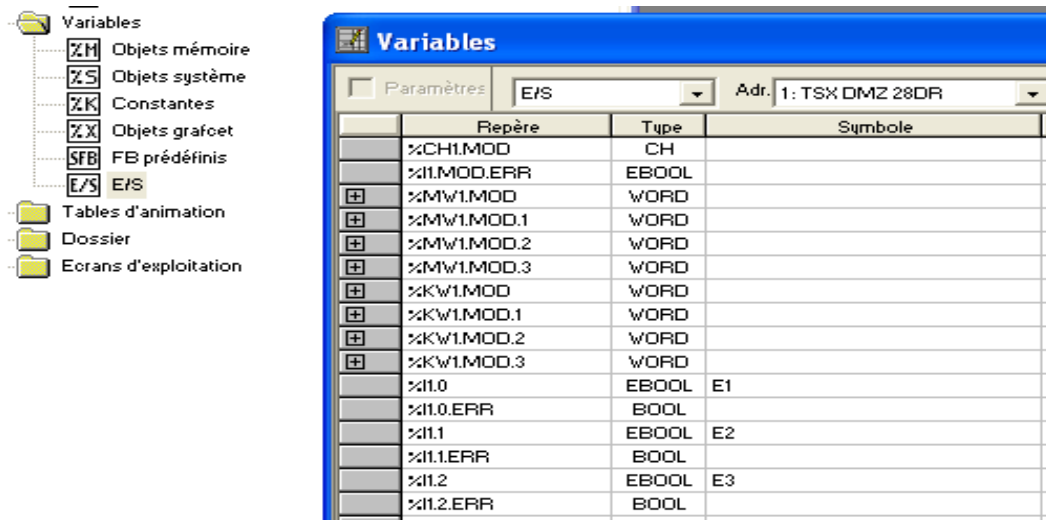 Variables
%M Objets mémoire
%S Objets système
%K Constantes
%X Objets grafcet
SFB FB prédéfinis
E/S E/S
Tables d'animation
Dossier
Ecrans d'exploitation
Variables
Paramètres E/S Adr. 1: TSX DMZ 28DR
Repère Type Symbole
%CH1.MOD CH
%I1.MOD.ERR EBOOL
%MW1.MOD WORD
%MW1.MOD.1 WORD
%MW1.MOD.2 WORD
%MW1.MOD.3 WORD
%KW1.MOD WORD
%KW1.MOD.1 WORD
%KW1.MOD.2 WORD
%KW1.MOD.3 WORD
%I1.0 EBOOL E1
%I1.0.ERR BOOL
%I1.1 EBOOL E2
%I1.1.ERR BOOL
%I1.2 EBOOL E3
%I1.2.ERR BOOL